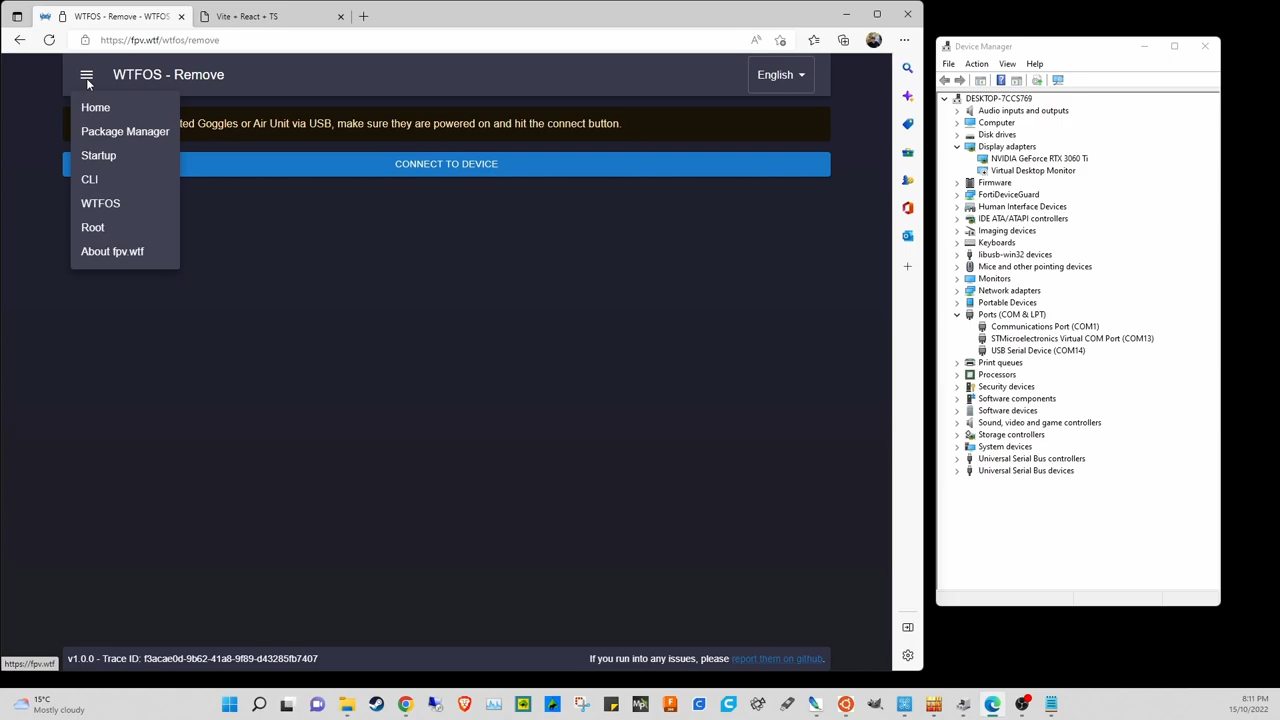 WTFOS - Remove - WTFOS
Vite + React + TS
https://fpv.wtf/wtfos/remove
WTFOS - Remove
English
Home
Package Manager
Startup
CLI
WTFOS
Root
About fpv.wtf
ted Goggles or Air
SB, make sure they are powered on and hit the connect button.
CONNECT TO DEVICE
https://fpv.wtf
v1.0.0 - Trace ID: f3acae0d-9b62-41a8-9f89-d43285fb7407
If you run into any issues, please report them on github.
Device Manager
File Action View Help
DESKTOP-7CCS769
Audio inputs and outputs
Computer
Disk drives
Display adapters
NVIDIA GeForce RTX 3060 Ti
Virtual Desktop Monitor
Firmware
FortiDeviceGuard
Human Interface Devices
IDE ATA/ATAPI controllers
Imaging devices
Keyboards
libusb-win32 devices
Mice and other pointing devices
Monitors
Network adapters
Portable Devices
Ports (COM & LPT)
Communications Port (COM1)
STMicroelectronics Virtual COM Port (COM13)
USB Serial Device (COM14)
Print queues
Processors
Security devices
Software components
Software devices
Sound, video and game controllers
Storage controllers
System devices
Universal Serial Bus controllers
Universal Serial Bus devices
15°C
Mostly cloudy
8:11 PM
15/10/2022